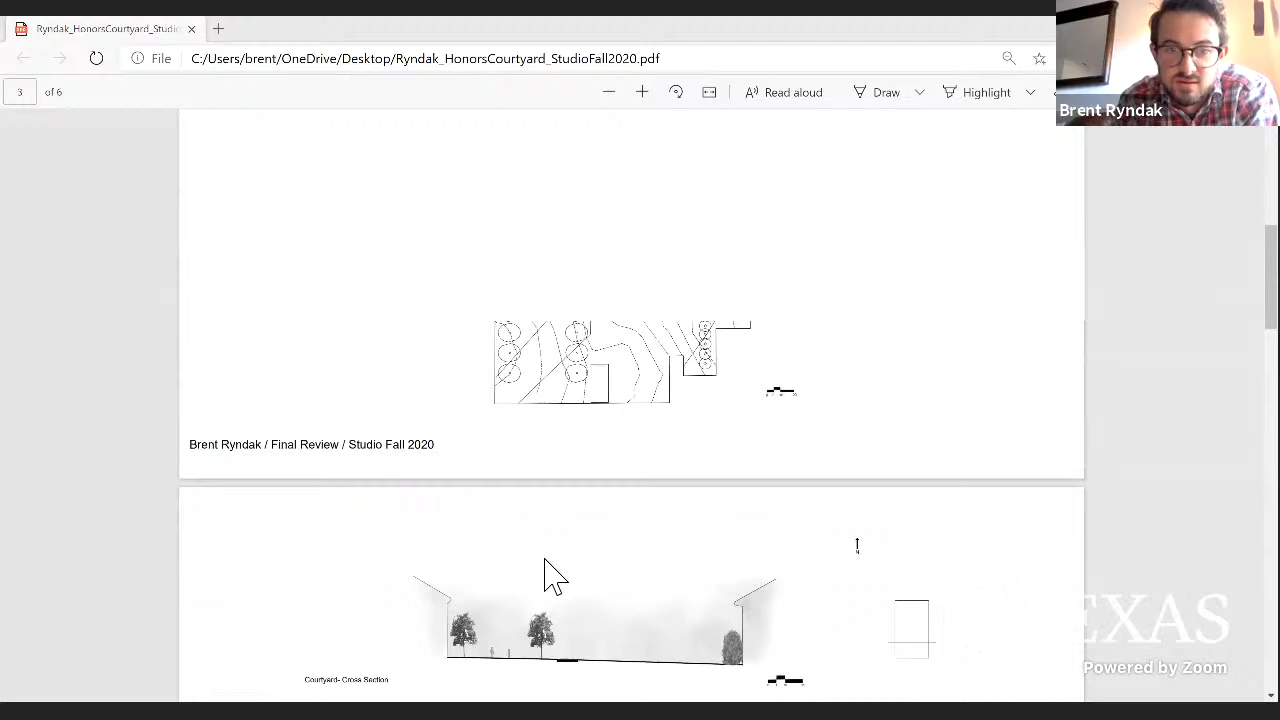 Ryndak_HonorsCourtyard_Studio
File
C:/Users/brent/OneDrive/Desktop/Ryndak_HonorsCourtyard_StudioFall2020.pdf
3 of 6
Read aloud
Draw
Highlight
Brent Ryndak
Brent Ryndak / Final Review / Studio Fall 2020
N
Courtyard- Cross Section
EXAS
Powered by Zoom